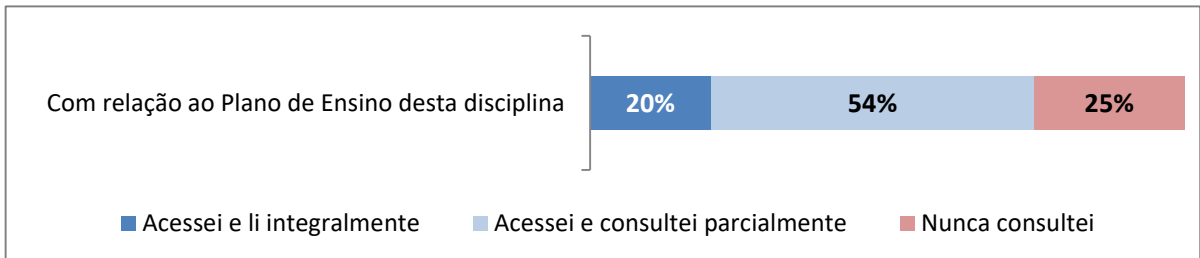 Com relação ao Plano de Ensino desta disciplina 20% 54% 25%
Acessei e li integralmente Acessei e consultei parcialmente Nunca consultei